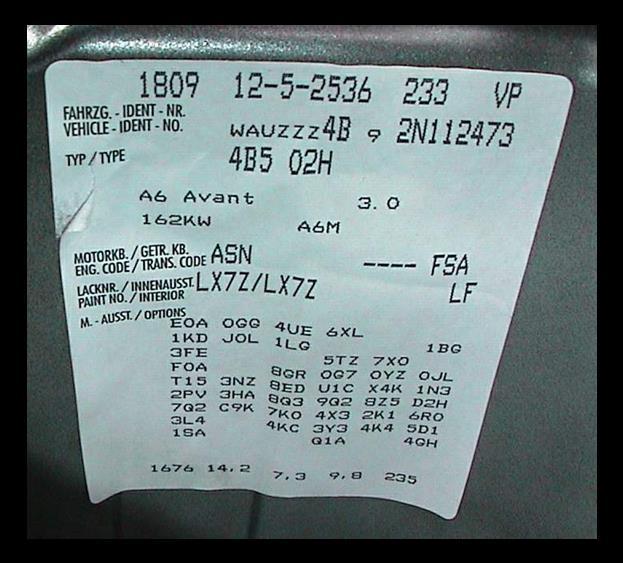 1809 12-5-2536 233 VP
FAHRZG. - IDENT - NR.
VEHICLE - IDENT - NO. WAUZZZ4B 9 2N112473
TYP / TYPE 4B5 02H
A6 Avant 3.0
162KW A6M
MOTORKB. / GETR. KB.
ENG. CODE / TRANS. CODE ASN ---- FSA
LACKNR. / INNENAUSST.
PAINT NO. / INTERIOR LX7Z/LX7Z LF
M. - AUSST. / OPTIONS
E0A 0GG 4UE 6XL
1KD J0L 1LG 1BG
3FE 5TZ 7X0
F0A 8GR 0G7 0YZ 0JL
T15 3NZ 8ED U1C X4K 1N3
2PV 3HA 8Q3 9Q2 8Z5 D2H
7Q2 C9K 7K0 4X3 2K1 6R0
3L4 4KC 3Y3 4K4 5D1
1SA Q1A 4GH
1676 14,2 7,3 9,8 235